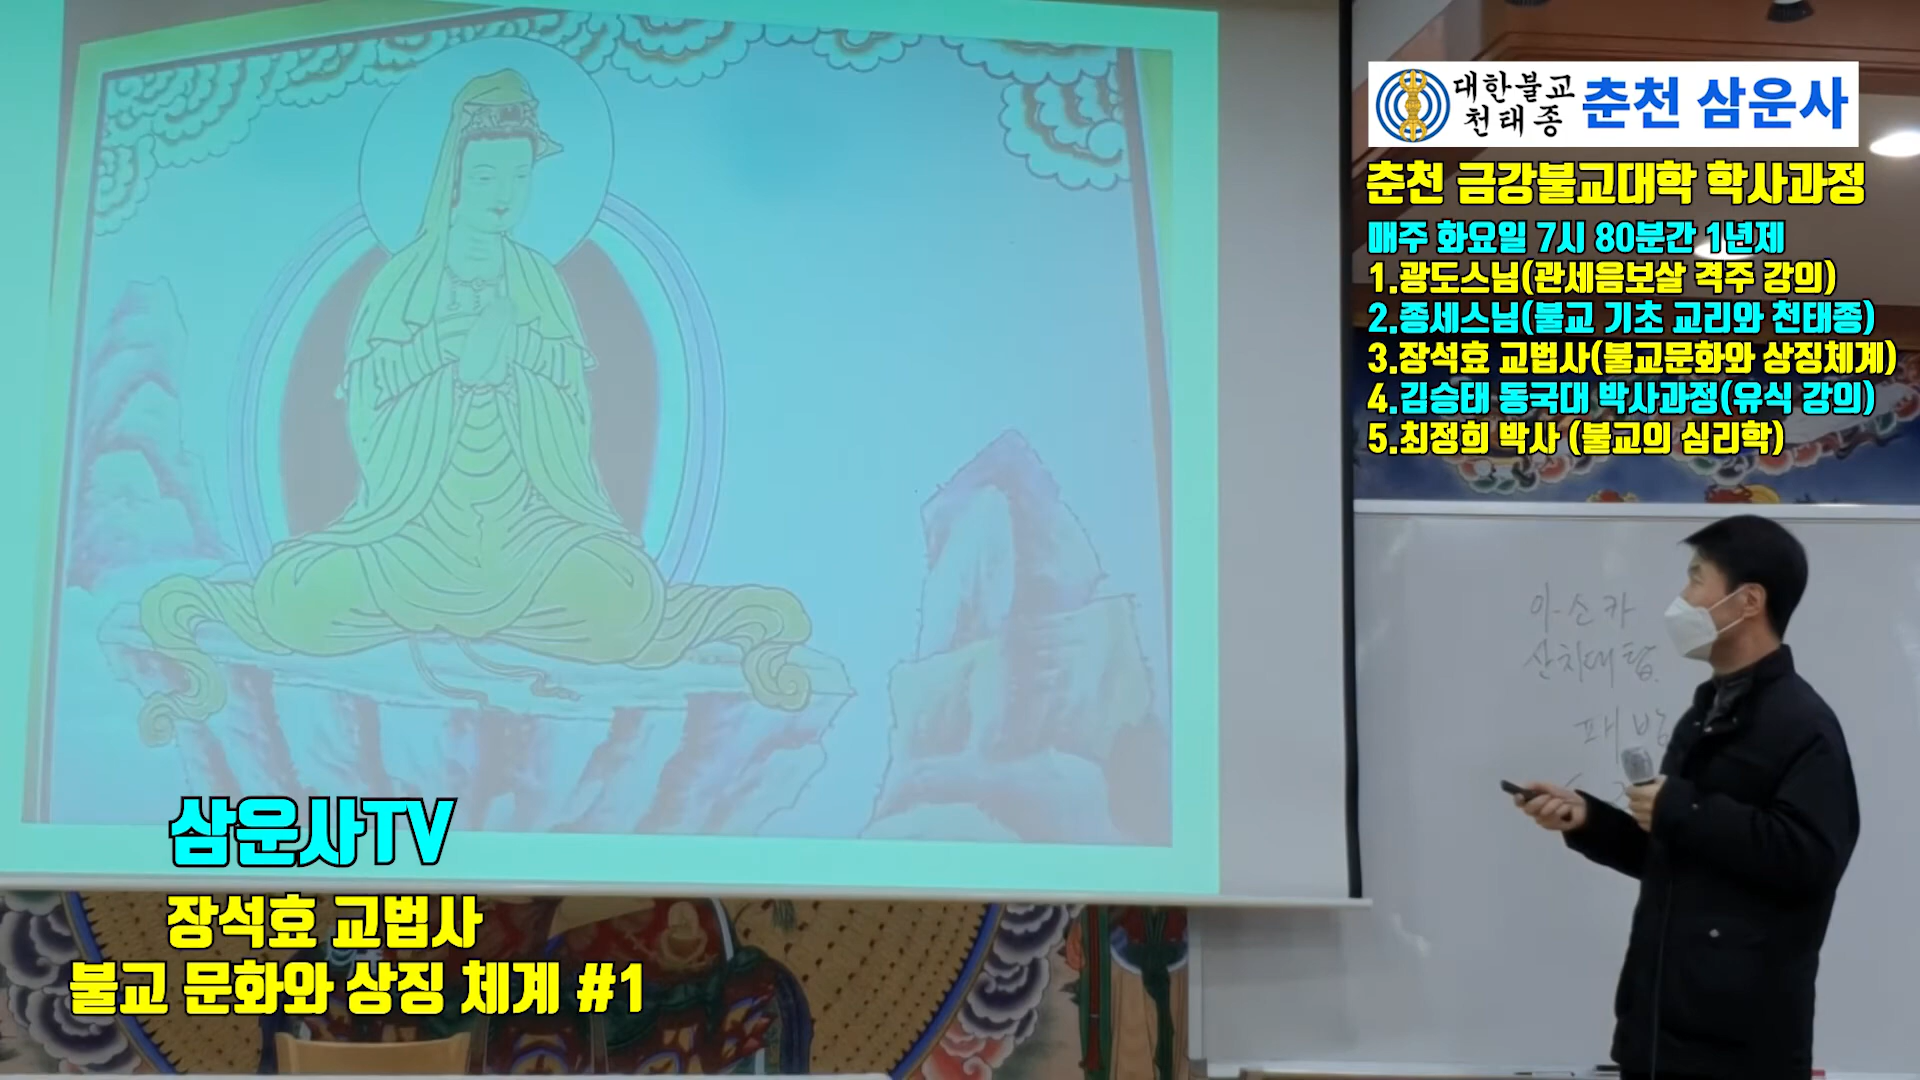 대한불교
천태종
춘천 삼운사
춘천 금강불교대학 학사과정
매주 화요일 7시 80분간 1년제
1.광도스님(관세음보살 격주 강의)
2.종세스님(불교 기초 교리와 천태종)
3.장석효 교법사(불교문화와 상징체계)
4.김승태 동국대 박사과정(유식 강의)
5.최정희 박사 (불교의 심리학)
아소카
산치대탑
삼운사TV
장석효 교법사
불교 문화와 상징 체계 #1